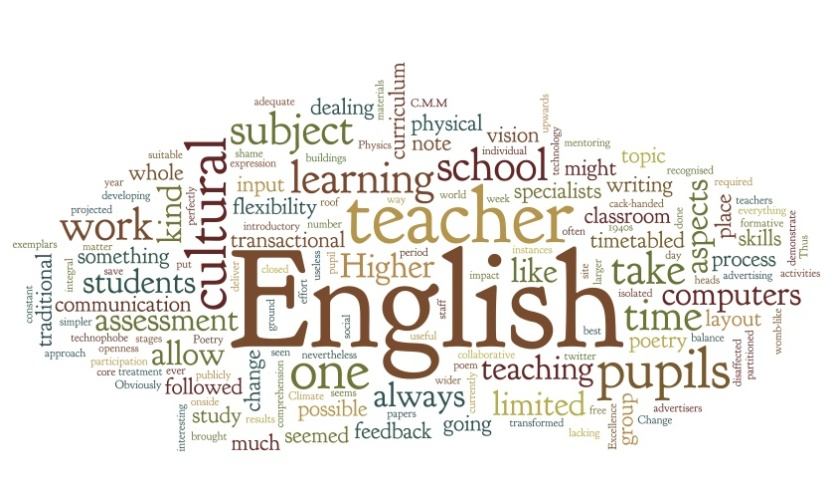 adequate
dealing
materials
curriculum
C.M.M
upwards
subject
physical
vision
technology
shame
expression
buildings
Physics
note
individual
mentoring
suitable
whole
cultural
input
learning
school
might
topic
recognised
year
developing
kind
perfectly
flexibility
roof
way
world
week
specialists
writing
required
projected
work
introductory
number
teacher
cack-handed
classroom
done
aspects
place
teachers
everything
formative
skills
demonstrate
Thus
transactional
often
1940s
timetabled
exemplars
matter
something
put
deliver
closed
useless
pupil
period
Higher
instances
like
site
larger
take
day
process
traditional
integral
save
students
English
impact
heads
advertising
activities
constant
communication
ground
effort
staff
isolated
computers
simpler
assessment
social
time
layout
womb-like
technophobe
stages
Poetry
useful
best
poetry
balance
disaffected
partitioned
approach
openness
allow
change
seen
nevertheless
collaborative
twitter
participation
core
treatment
ever
publicly
comprehension
one
poem
teaching
pupils
Obviously
followed
Climate
seems
always
wider
currently
limited
free
group
advertisers
onside
study
results
possible
papers
Excellence
Change
interesting
brought
much
seemed
feedback
going
transformed
lacking